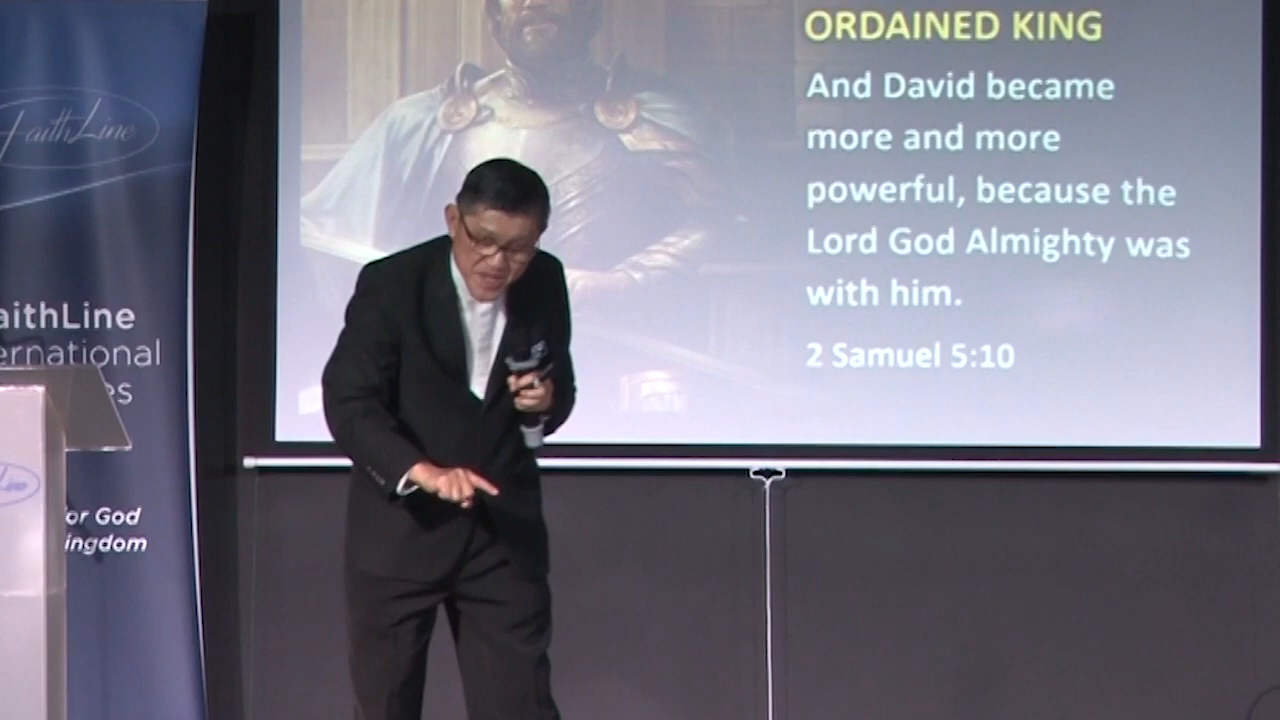 FaithLine
aithLine
ernational
es
or God
ingdom
ORDAINED KING
And David became
more and more
powerful, because the
Lord God Almighty was
with him.
2 Samuel 5:10